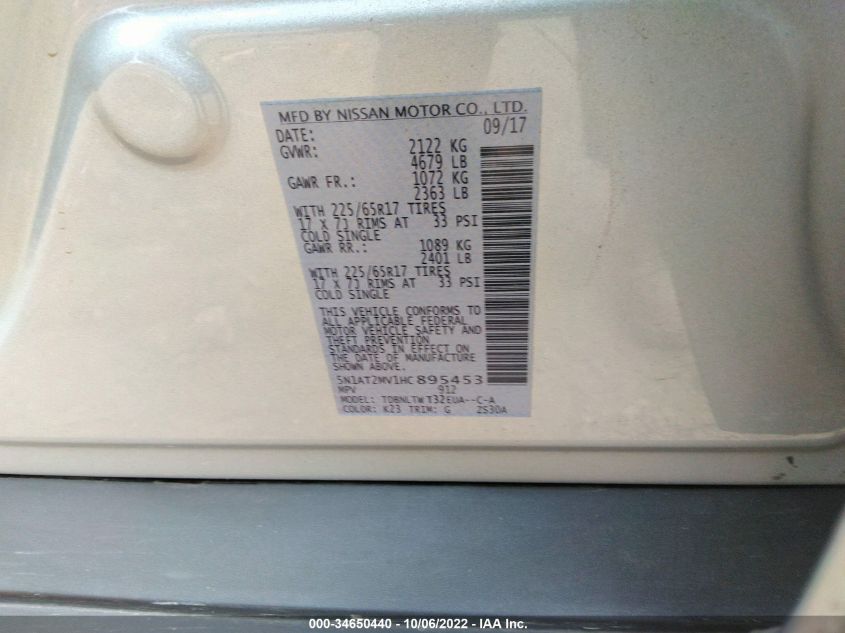 MFD BY NISSAN MOTOR CO., LTD.
DATE: 09/17
GVWR: 2122 KG
4679 LB
GAWR FR.: 1072 KG
2363 LB
WITH 225/65R17 TIRES
17 X 7J RIMS AT 33 PSI
COLD SINGLE
GAWR RR.: 1089 KG
2401 LB
WITH 225/65R17 TIRES
17 X 7J RIMS AT 33 PSI
COLD SINGLE
THIS VEHICLE CONFORMS TO
ALL APPLICABLE FEDERAL
MOTOR VEHICLE SAFETY AND
THEFT PREVENTION
STANDARDS IN EFFECT ON
THE DATE OF MANUFACTURE
SHOWN ABOVE.
5N1AT2MV1HC895453
MPV 912
MODEL: TDBNLTWT32EUA--C-A
COLOR: K23 TRIM: G 2S30A
000-34650440 - 10/06/2022 - IAA Inc.